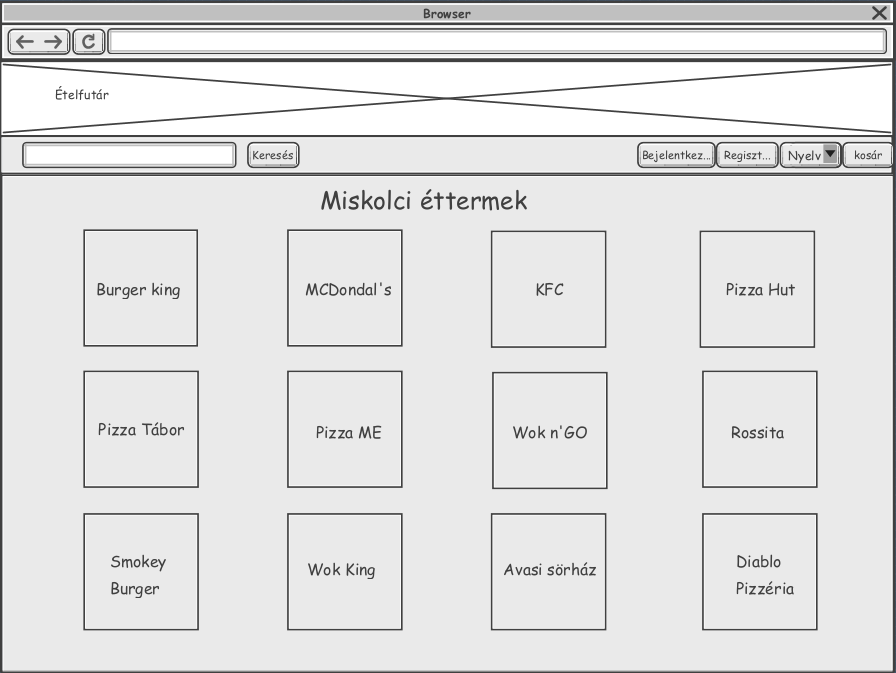 Browser
Ételfutár
Keresés
Bejelentkez...
Regiszt...
Nyelv
kosár
Miskolci éttermek
Burger king
MCDondal's
KFC
Pizza Hut
Pizza Tábor
Pizza ME
Wok n'GO
Rossita
Smokey
Burger
Wok King
Avasi sörház
Diablo
Pizzéria